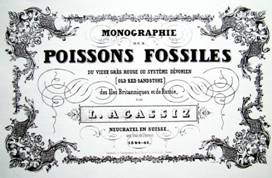 MONOGRAPHIE
DES
POISSONS FOSSILES
DU VIEUX GRÈS ROUGE OU SYSTÈME DÉVONIEN
(OLD RED SANDSTONE)
des Iles Britanniques et de Russie,
PAR
L. AGASSIZ
NEUCHATEL EN SUISSE,
1844-45.